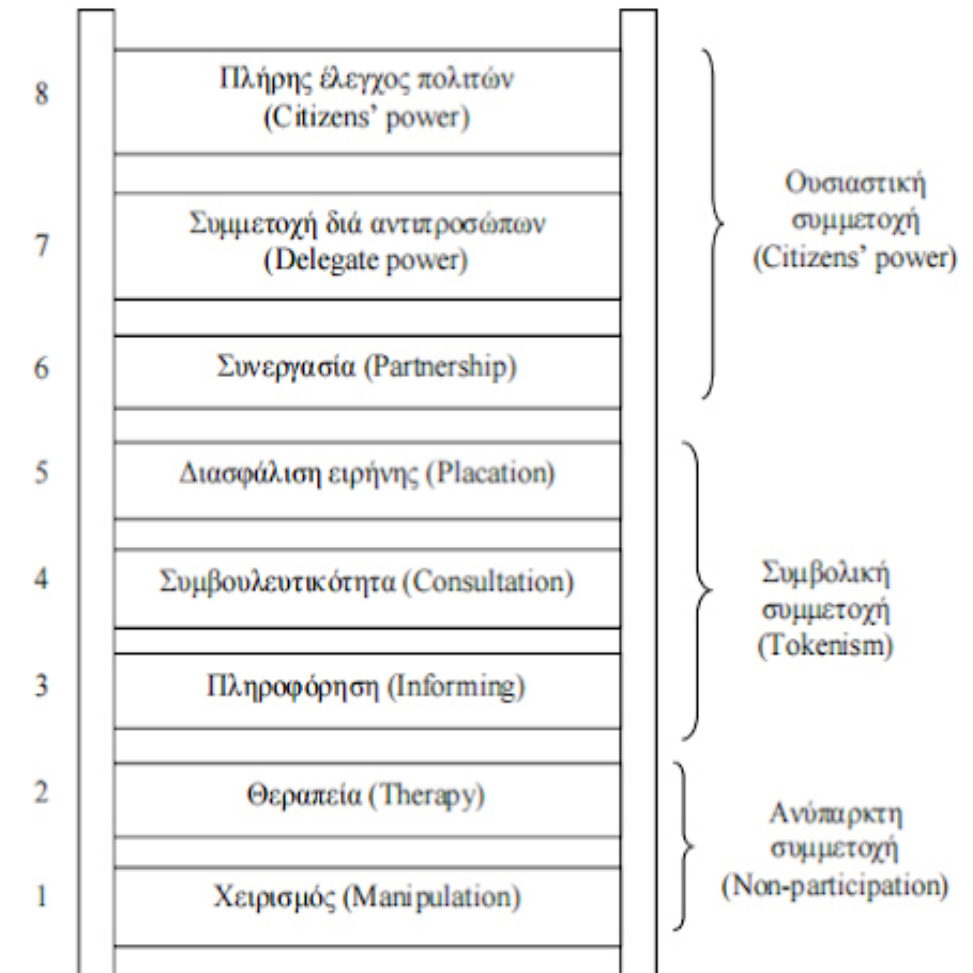 8
Πλήρης έλεγχος πολιτών
(Citizens' power)
7
Συμμετοχή διά αντιπροσώπων
(Delegate power)
6
Συνεργασία (Partnership)
Ουσιαστική
συμμετοχή
(Citizens' power)
5
Διασφάλιση ειρήνης (Placation)
4
Συμβουλευτικότητα (Consultation)
3
Πληροφόρηση (Informing)
Συμβολική
συμμετοχή
(Tokenism)
2
Θεραπεία (Therapy)
1
Χειρισμός (Manipulation)
Ανύπαρκτη
συμμετοχή
(Non-participation)